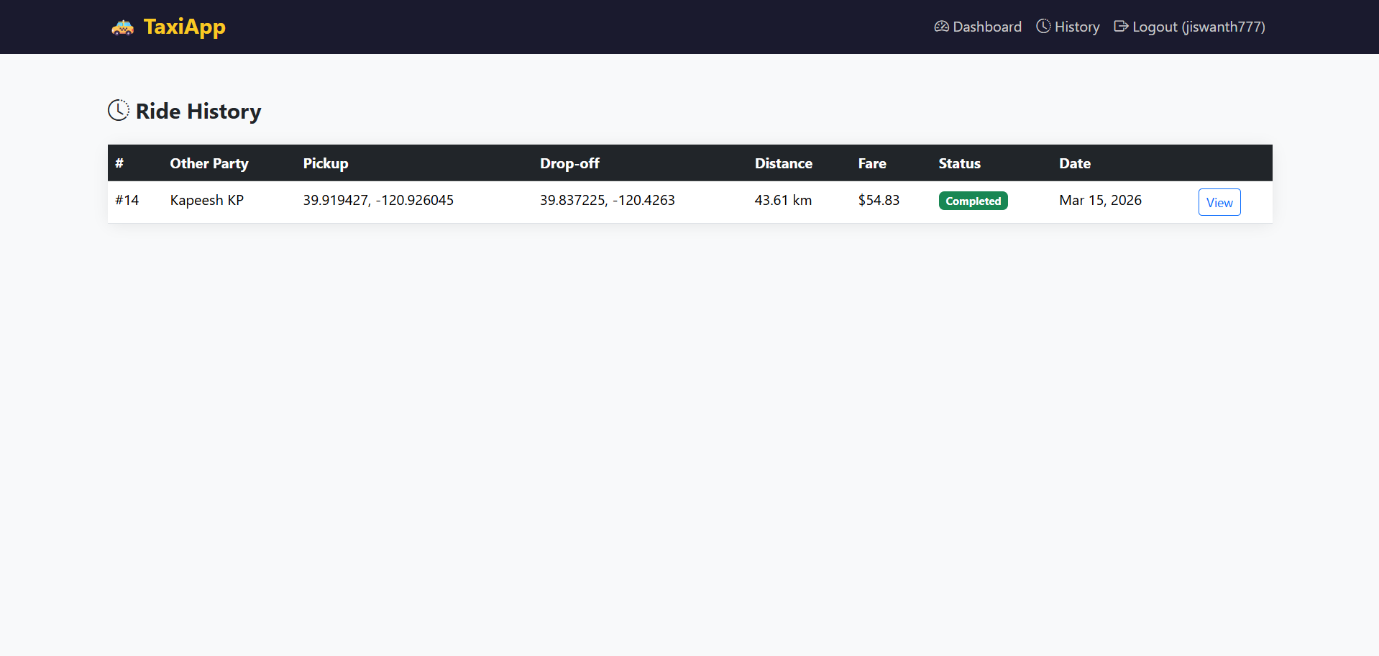 TaxiApp Dashboard History Logout (jiswanth777)
Ride History
# Other Party Pickup Drop-off Distance Fare Status Date
#14 Kapeesh KP 39.919427, -120.926045 39.837225, -120.4263 43.61 km $54.83 Completed Mar 15, 2026 View